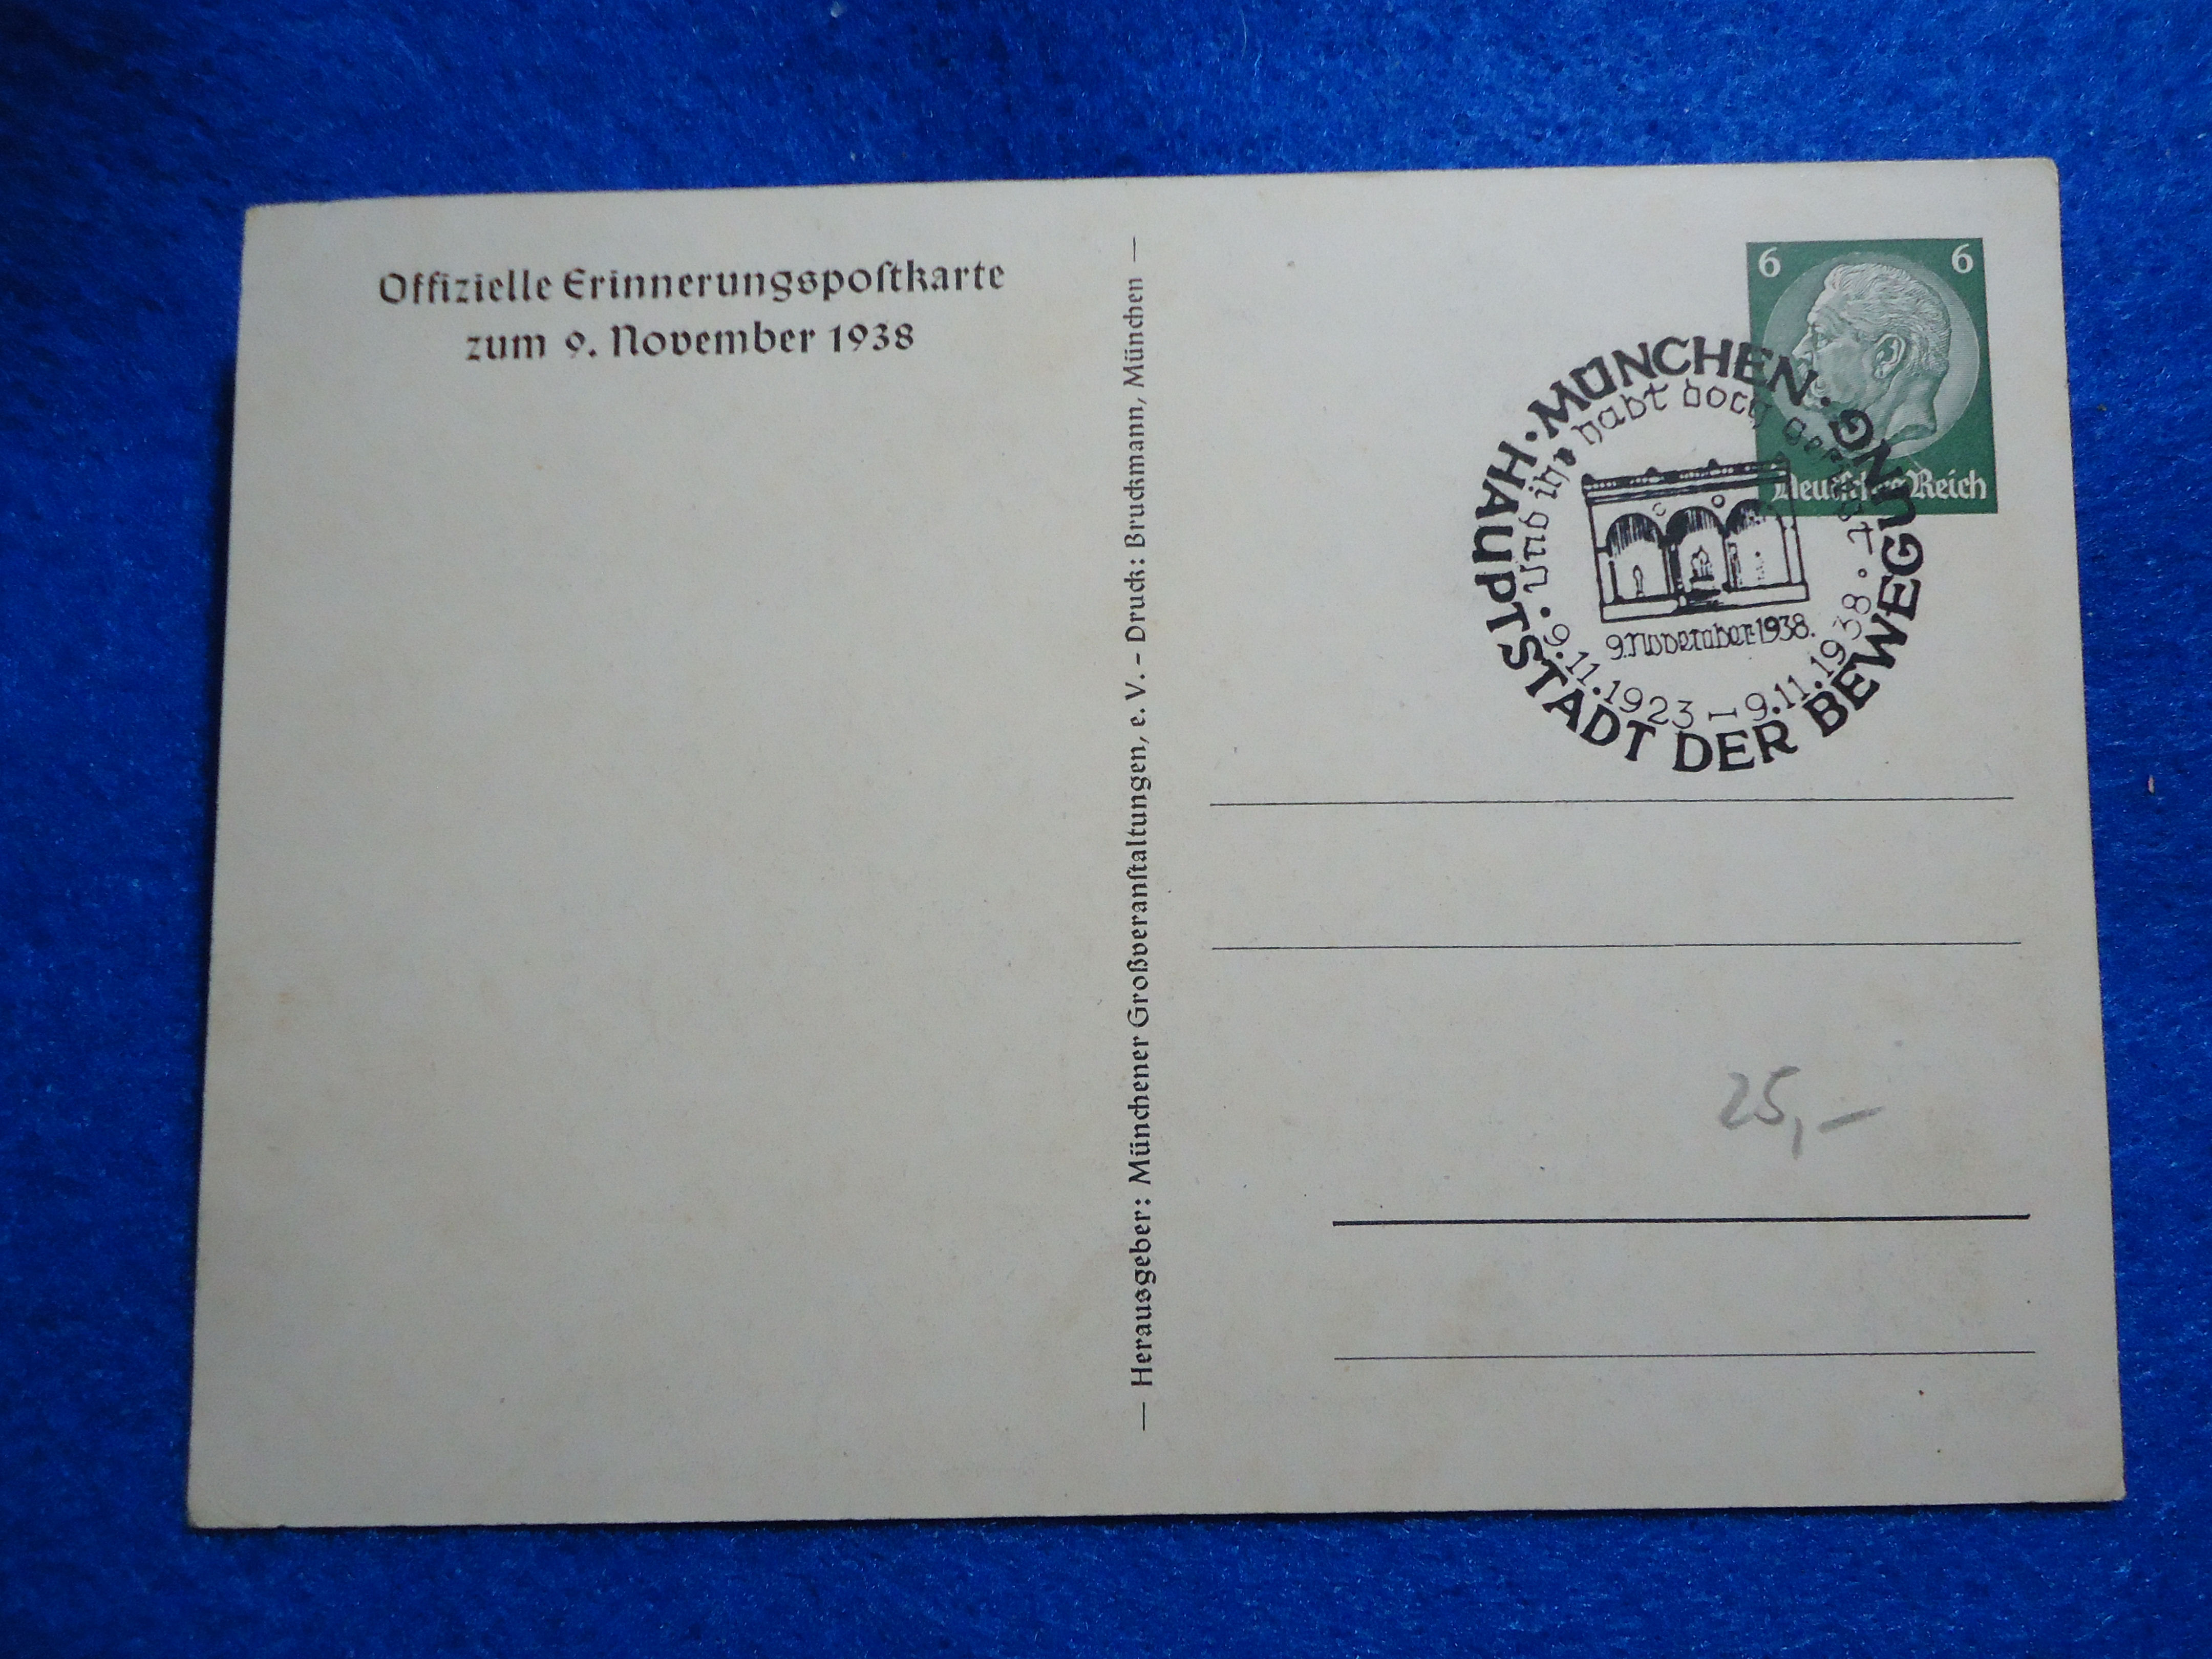 Offizielle Erinnerungspoſtkarte
zum 9. November 1938
— Herausgeber: Münchener Großveranſtaltungen, e. V. – Druck: Bruckmann, München —
6 6
Deutsches Reich
MÜNCHEN · HAUPTSTADT DER BEWEGUNG ·
und ihr habt doch gesiegt
9. November 1938.
9.11.1923 – 9.11.1938
25,–